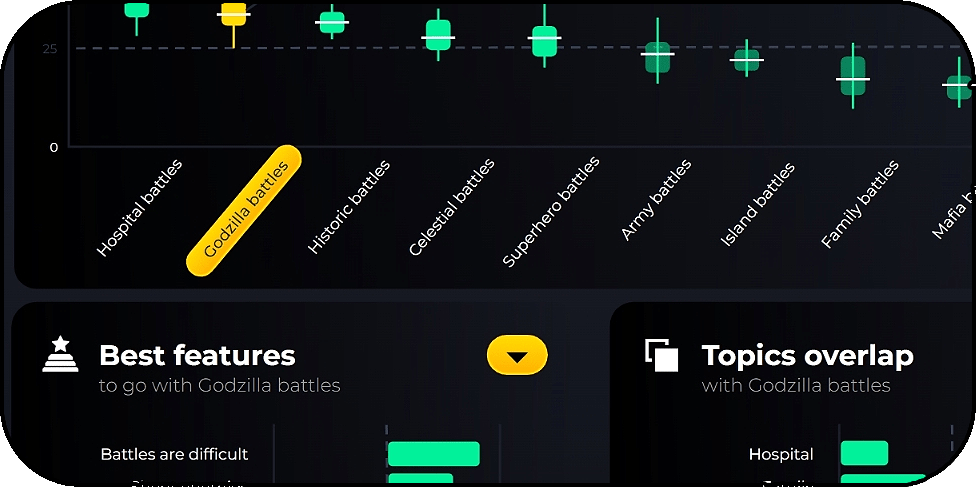 25
0
Hospital battles
Godzilla battles
Historic battles
Celestial battles
Superhero battles
Army battles
Island battles
Family battles
Mafia
Best features
to go with Godzilla battles
Topics overlap
with Godzilla battles
Battles are difficult
Hospital